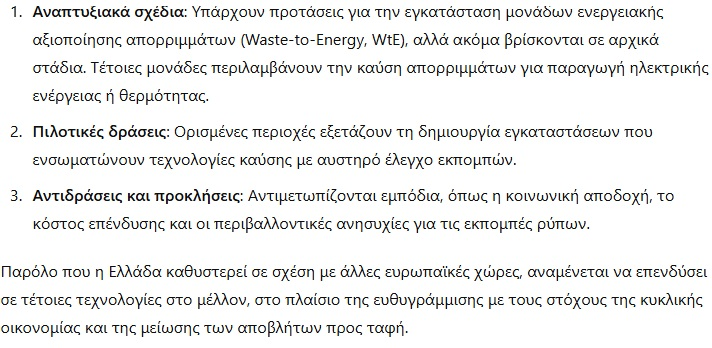 1. Αναπτυξιακά σχέδια: Υπάρχουν προτάσεις για την εγκατάσταση μονάδων ενεργειακής
αξιοποίησης απορριμμάτων (Waste-to-Energy, WtE), αλλά ακόμα βρίσκονται σε αρχικά
στάδια. Τέτοιες μονάδες περιλαμβάνουν την καύση απορριμμάτων για παραγωγή ηλεκτρικής
ενέργειας ή θερμότητας.
2. Πιλοτικές δράσεις: Ορισμένες περιοχές εξετάζουν τη δημιουργία εγκαταστάσεων που
ενσωματώνουν τεχνολογίες καύσης με αυστηρό έλεγχο εκπομπών.
3. Αντιδράσεις και προκλήσεις: Αντιμετωπίζονται εμπόδια, όπως η κοινωνική αποδοχή, το
κόστος επένδυσης και οι περιβαλλοντικές ανησυχίες για τις εκπομπές ρύπων.
Παρόλο που η Ελλάδα καθυστερεί σε σχέση με άλλες ευρωπαϊκές χώρες, αναμένεται να επενδύσει
σε τέτοιες τεχνολογίες στο μέλλον, στο πλαίσιο της ευθυγράμμισης με τους στόχους της κυκλικής
οικονομίας και της μείωσης των αποβλήτων προς ταφή.